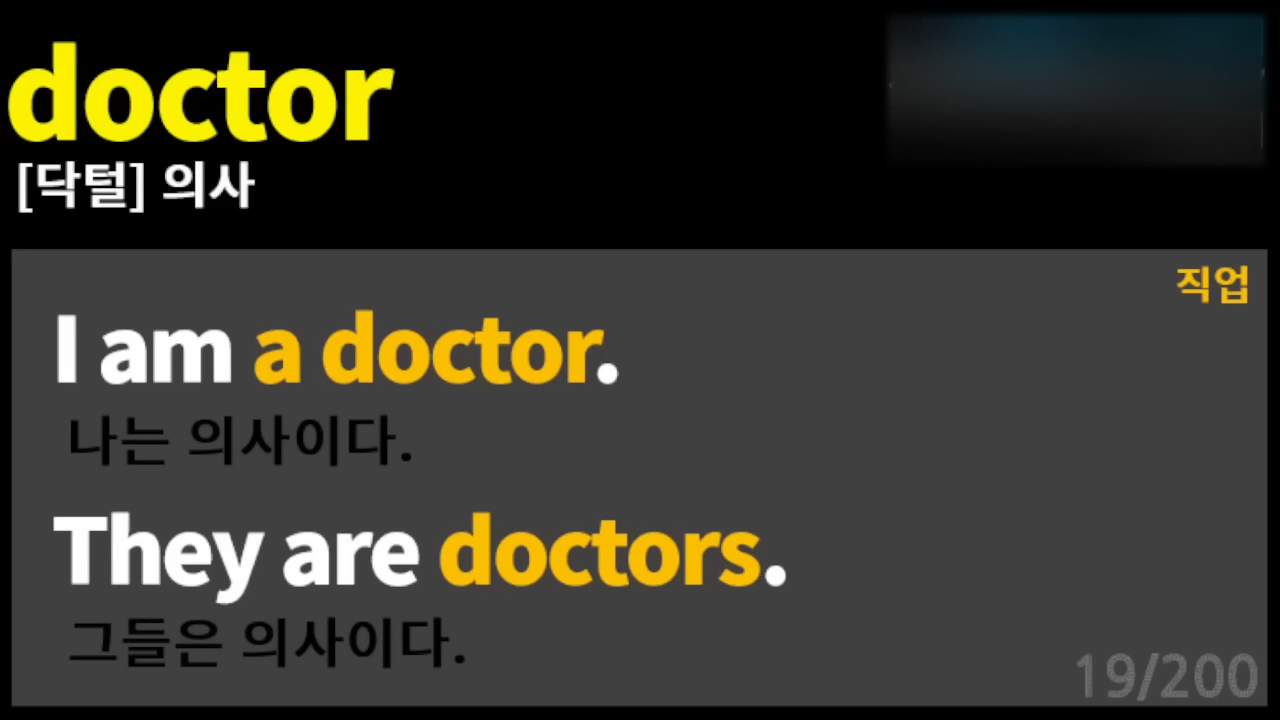 doctor
[닥털] 의사
직업
I am a doctor.
나는 의사이다.
They are doctors.
그들은 의사이다.
19/200